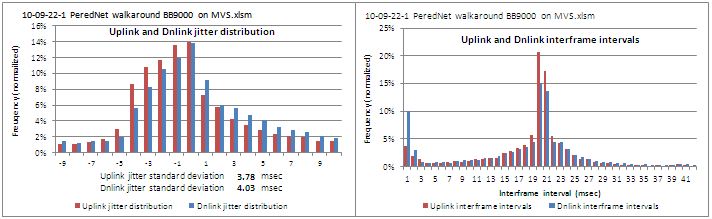 10-09-22-1 PeredNet walkaround BB9000 on MVS.xlsm
Uplink and Dnlink jitter distribution
Freuqency (normalized)
16%
14%
12%
10%
8%
6%
4%
2%
0%
-9 -7 -5 -3 -1 1 3 5 7 9
Uplink jitter standard deviation 3.78 msec
Dnlink jitter standard deviation 4.03 msec
Uplink jitter distribution Dnlink jitter distribution
10-09-22-1 PeredNet walkaround BB9000 on MVS.xlsm
Uplink and Dnlink interframe intervals
Frequency (normalized)
25%
20%
15%
10%
5%
0%
1 3 5 7 9 11 13 15 17 19 21 23 25 27 29 31 33 35 37 39 41
Interframe interval (msec)
Uplink interframe intervals Dnlink interframe intervals